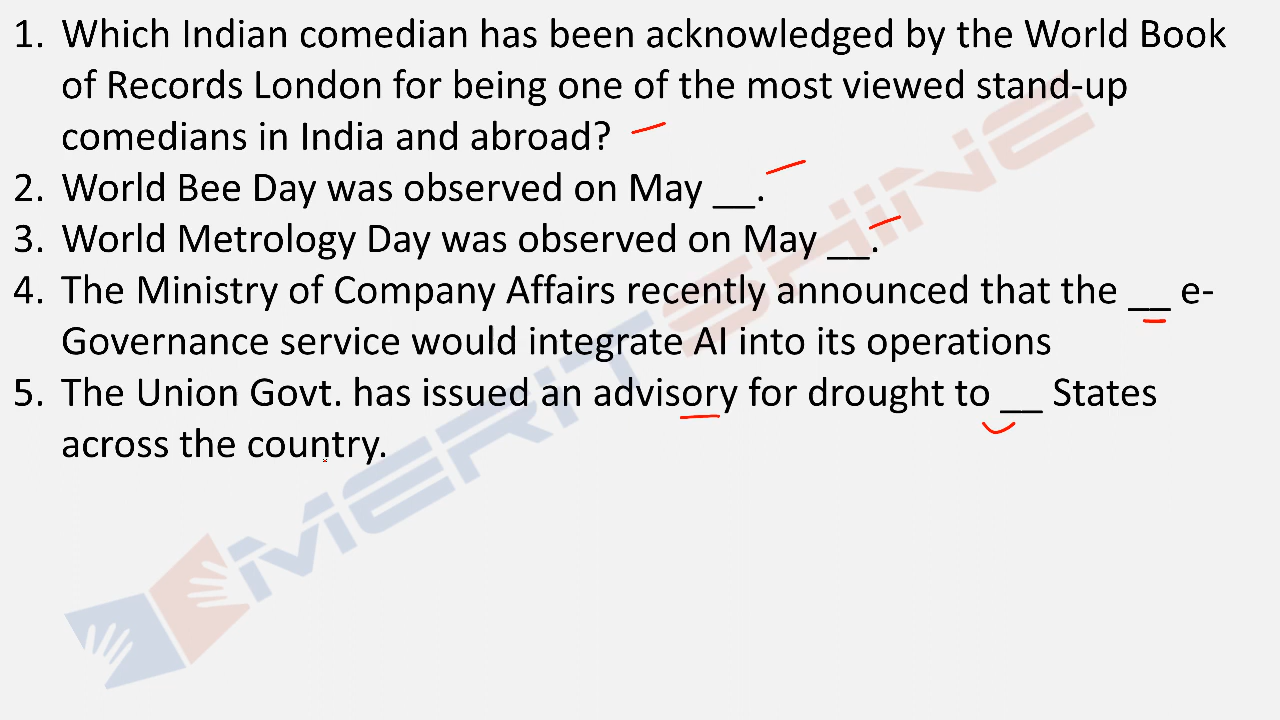 1. Which Indian comedian has been acknowledged by the World Book
of Records London for being one of the most viewed stand-up
comedians in India and abroad?
2. World Bee Day was observed on May __.
3. World Metrology Day was observed on May __.
4. The Ministry of Company Affairs recently announced that the __ e-
Governance service would integrate AI into its operations
5. The Union Govt. has issued an advisory for drought to __ States
across the country.
MERITSHINE